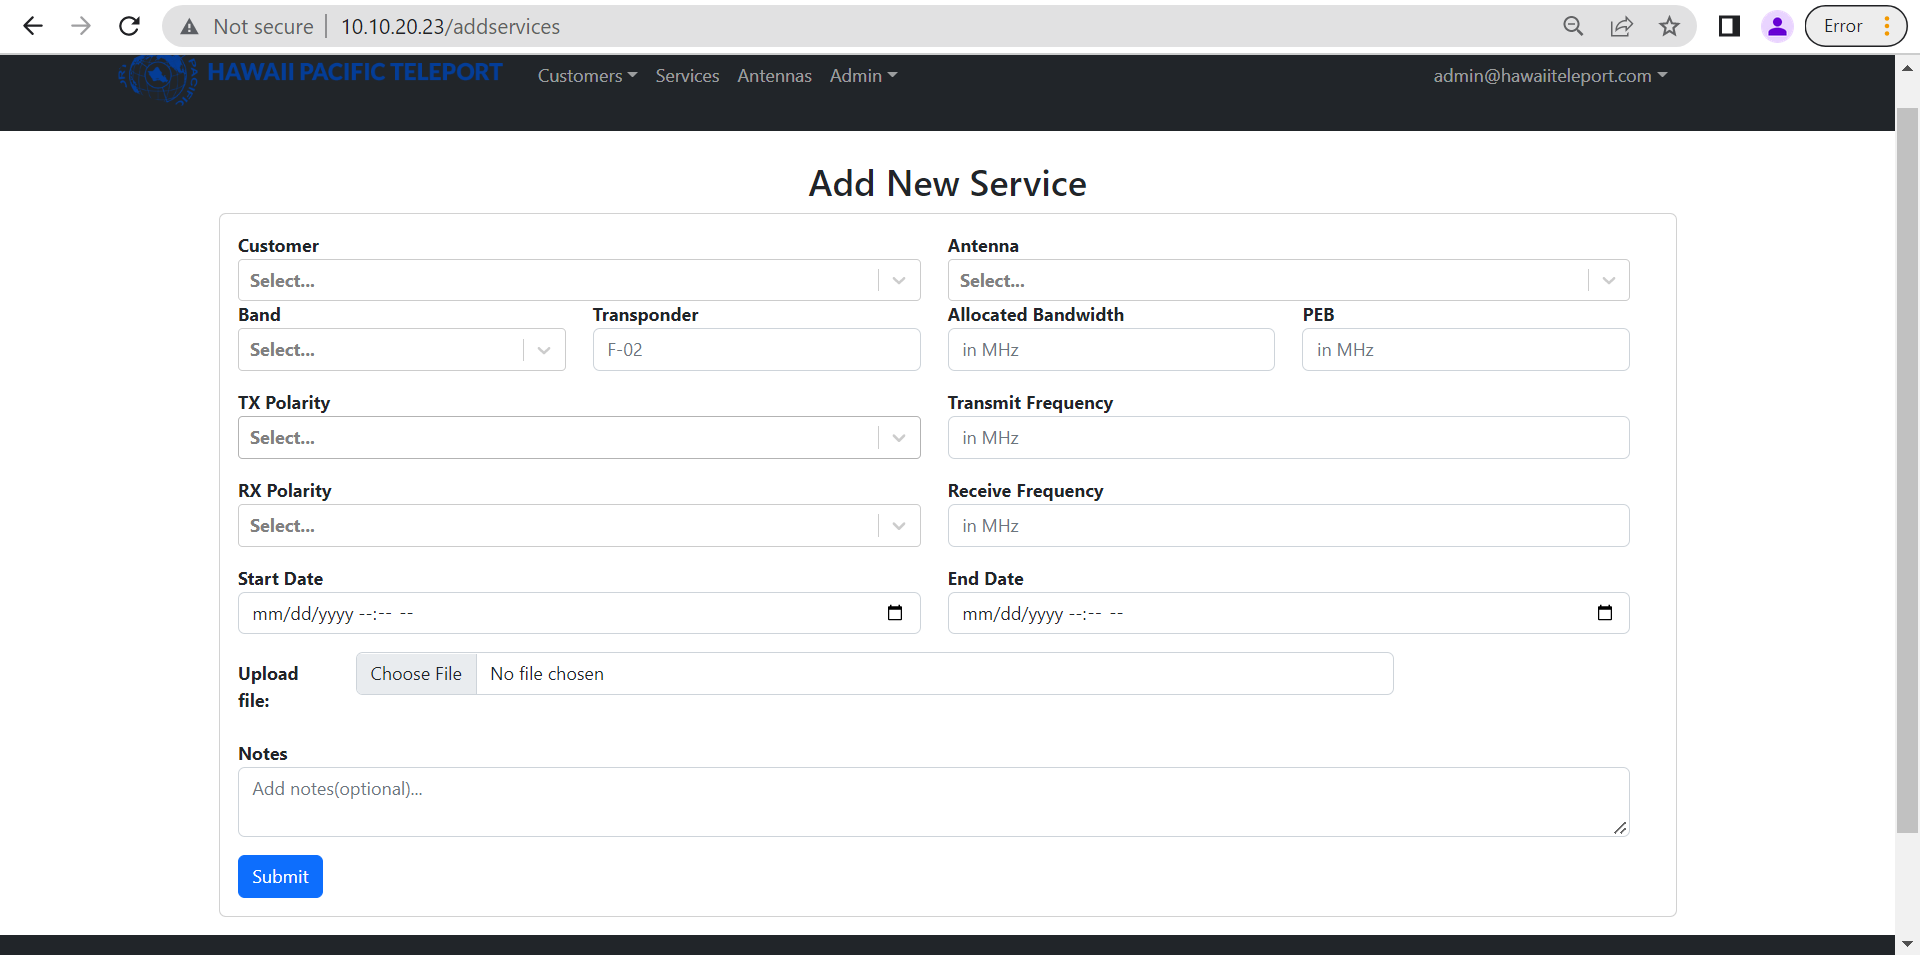 Not secure
10.10.20.23/addservices
Error
HAWAII PACIFIC TELEPORT
Customers
Services
Antennas
Admin
admin@hawaiiteleport.com
Add New Service
Customer
Antenna
Select...
Select...
Band
Transponder
Allocated Bandwidth
PEB
Select...
F-02
in MHz
in MHz
TX Polarity
Transmit Frequency
Select...
in MHz
RX Polarity
Receive Frequency
Select...
in MHz
Start Date
End Date
mm/dd/yyyy --:-- --
mm/dd/yyyy --:-- --
Upload
file:
Choose File
No file chosen
Notes
Add notes(optional)...
Submit